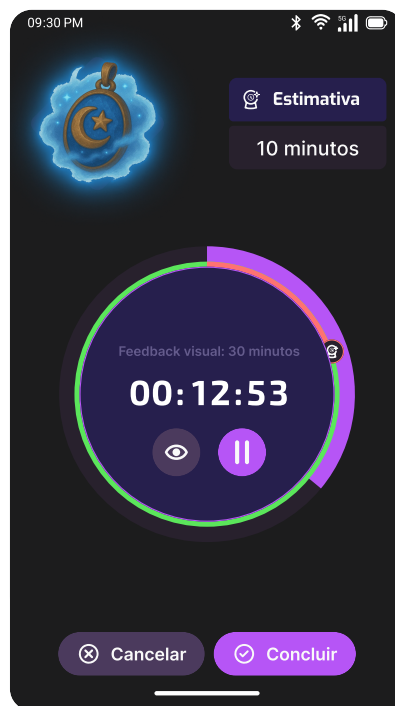 09:30 PM
5G
Estimativa
10 minutos
Feedback visual: 30 minutos
00:12:53
Cancelar
Concluir